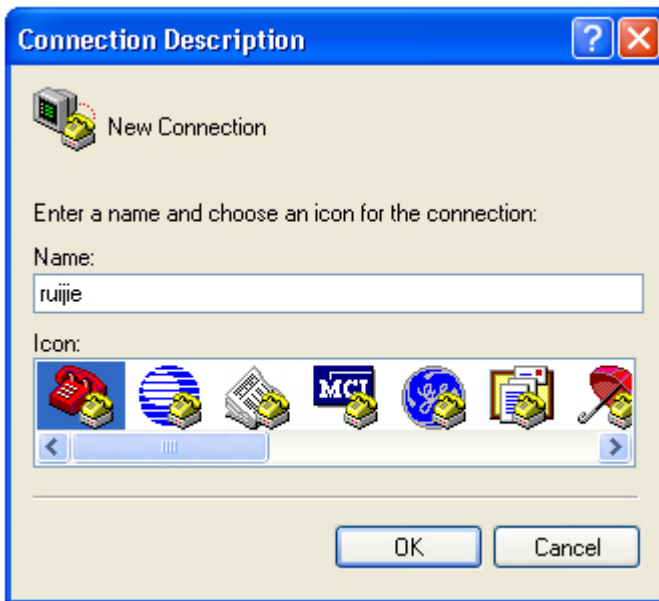 Connection Description
New Connection
Enter a name and choose an icon for the connection:
Name:
ruijie
Icon:
MCI
OK
Cancel